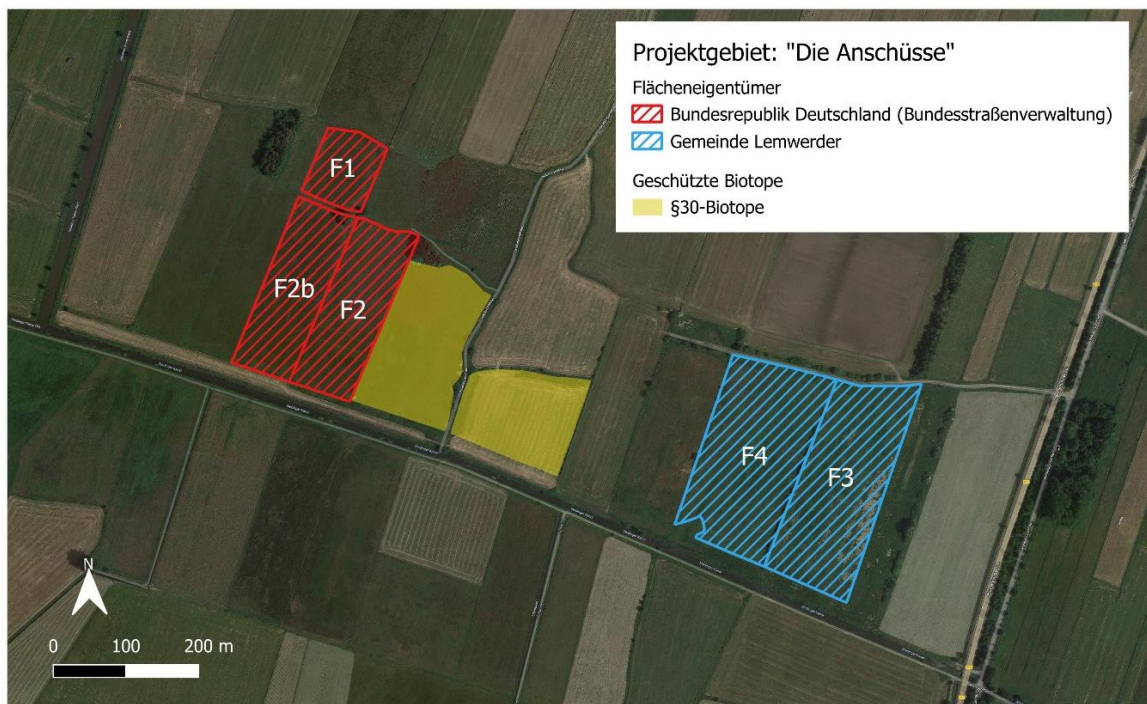 Projektgebiet: "Die Anschüsse"
Flächeneigentümer
Bundesrepublik Deutschland (Bundesstraßenverwaltung)
Gemeinde Lemwerder
Geschützte Biotope
§30-Biotope
F1
F2b
F2
F4
F3
N
0 100 200 m